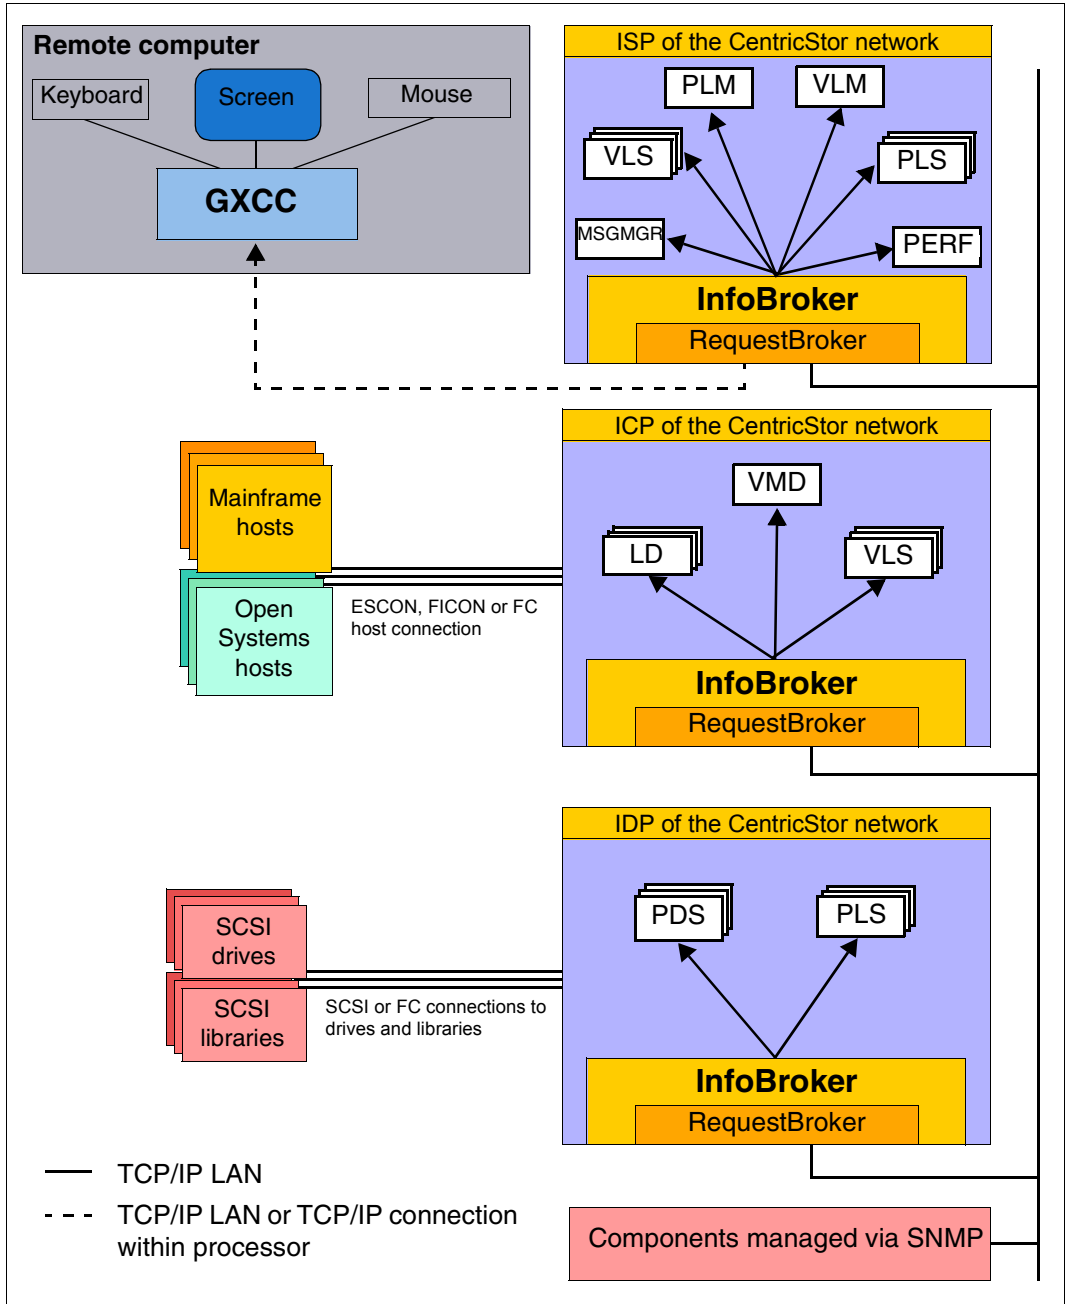 Remote computer
Keyboard
Screen
Mouse
GXCC
ISP of the CentricStor network
PLM
VLM
VLS
PLS
MSGMGR
PERF
InfoBroker
RequestBroker
ICP of the CentricStor network
VMD
LD
VLS
InfoBroker
RequestBroker
Mainframe
hosts
Open
Systems
hosts
ESCON, FICON or FC
host connection
IDP of the CentricStor network
PDS
PLS
InfoBroker
RequestBroker
SCSI
drives
SCSI
libraries
SCSI or FC connections to
drives and libraries
TCP/IP LAN
TCP/IP LAN or TCP/IP connection
within processor
Components managed via SNMP